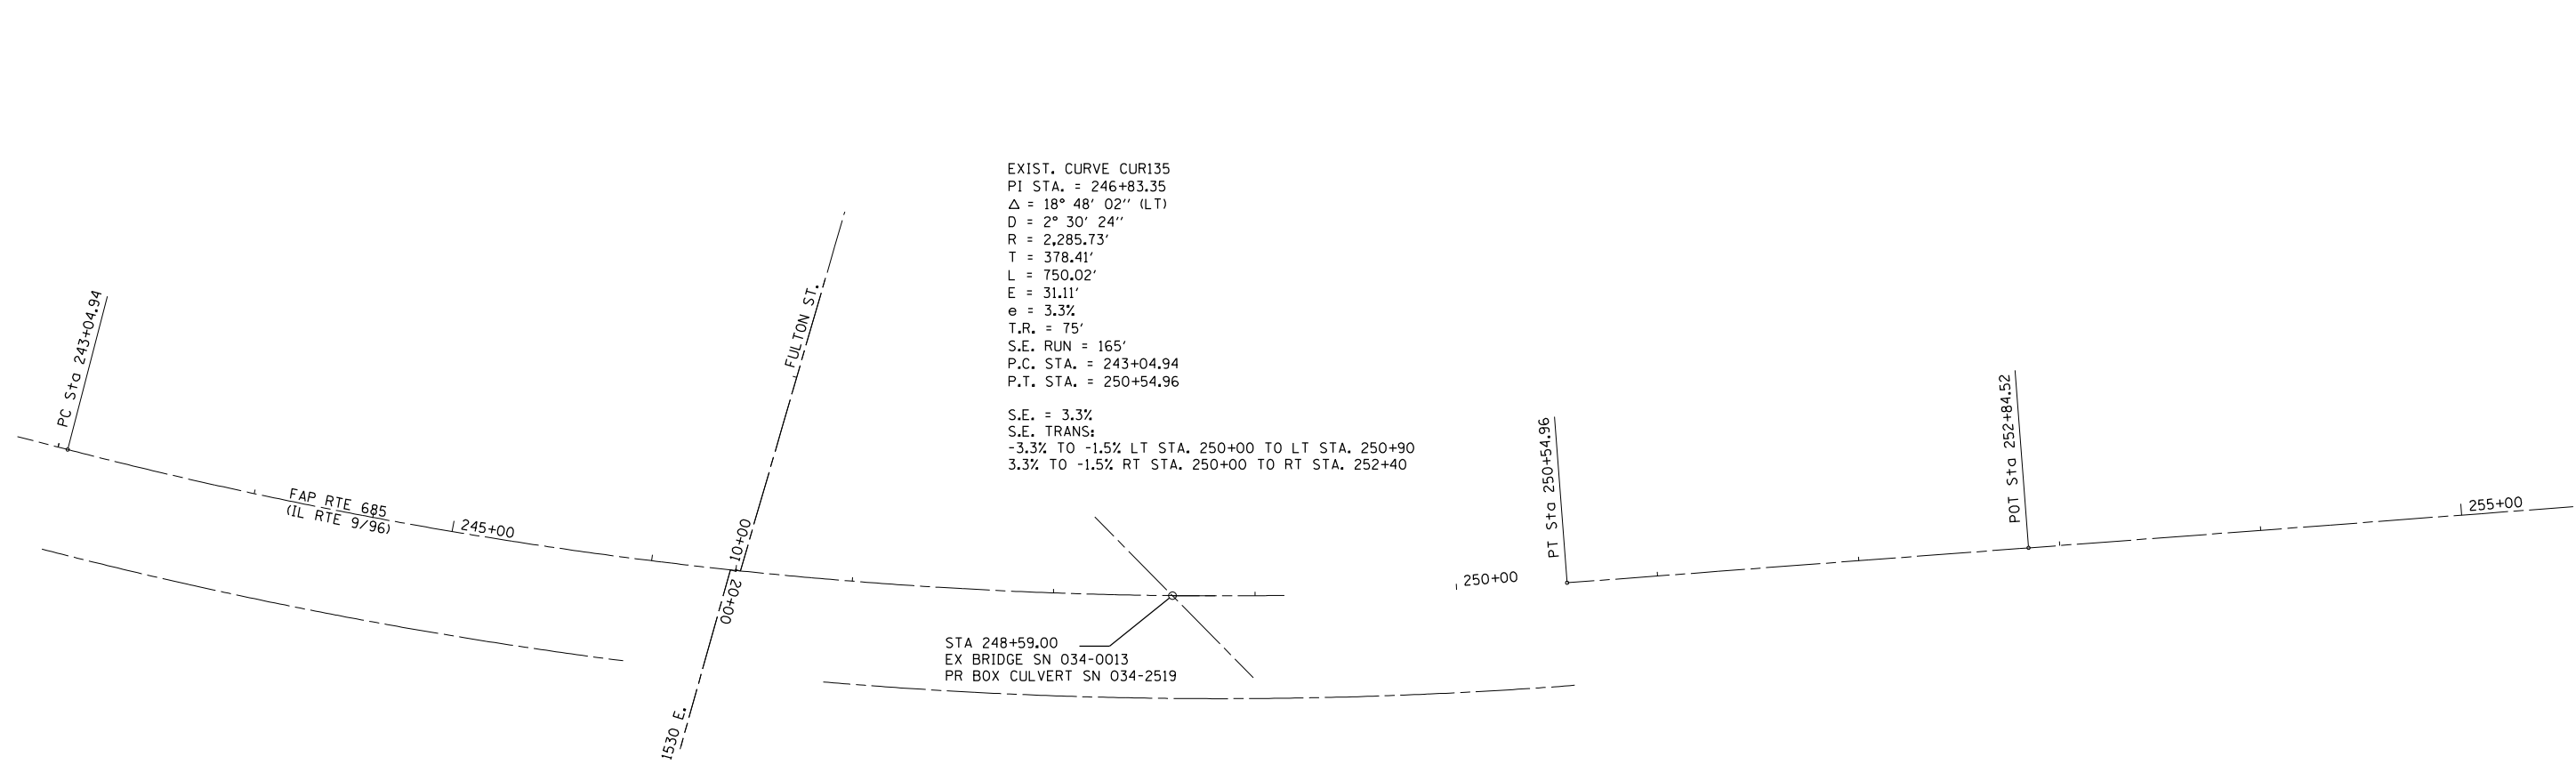 EXIST. CURVE CUR135
PI STA. = 246+83.35
Δ = 18° 48' 02'' (LT)
D = 2° 30' 24''
R = 2,285.73'
T = 378.41'
L = 750.02'
E = 31.11'
e = 3.3%
T.R. = 75'
S.E. RUN = 165'
P.C. STA. = 243+04.94
P.T. STA. = 250+54.96
S.E. = 3.3%
S.E. TRANS:
-3.3% TO -1.5% LT STA. 250+00 TO LT STA. 250+90
3.3% TO -1.5% RT STA. 250+00 TO RT STA. 252+40
PC Sta 243+04.94
FAP RTE 685
(IL RTE 9/96)
245+00
FULTON ST.
10+00
20+00
1530 E.
STA 248+59.00
EX BRIDGE SN 034-0013
PR BOX CULVERT SN 034-2519
250+00
PT Sta 250+54.96
POT Sta 252+84.52
255+00